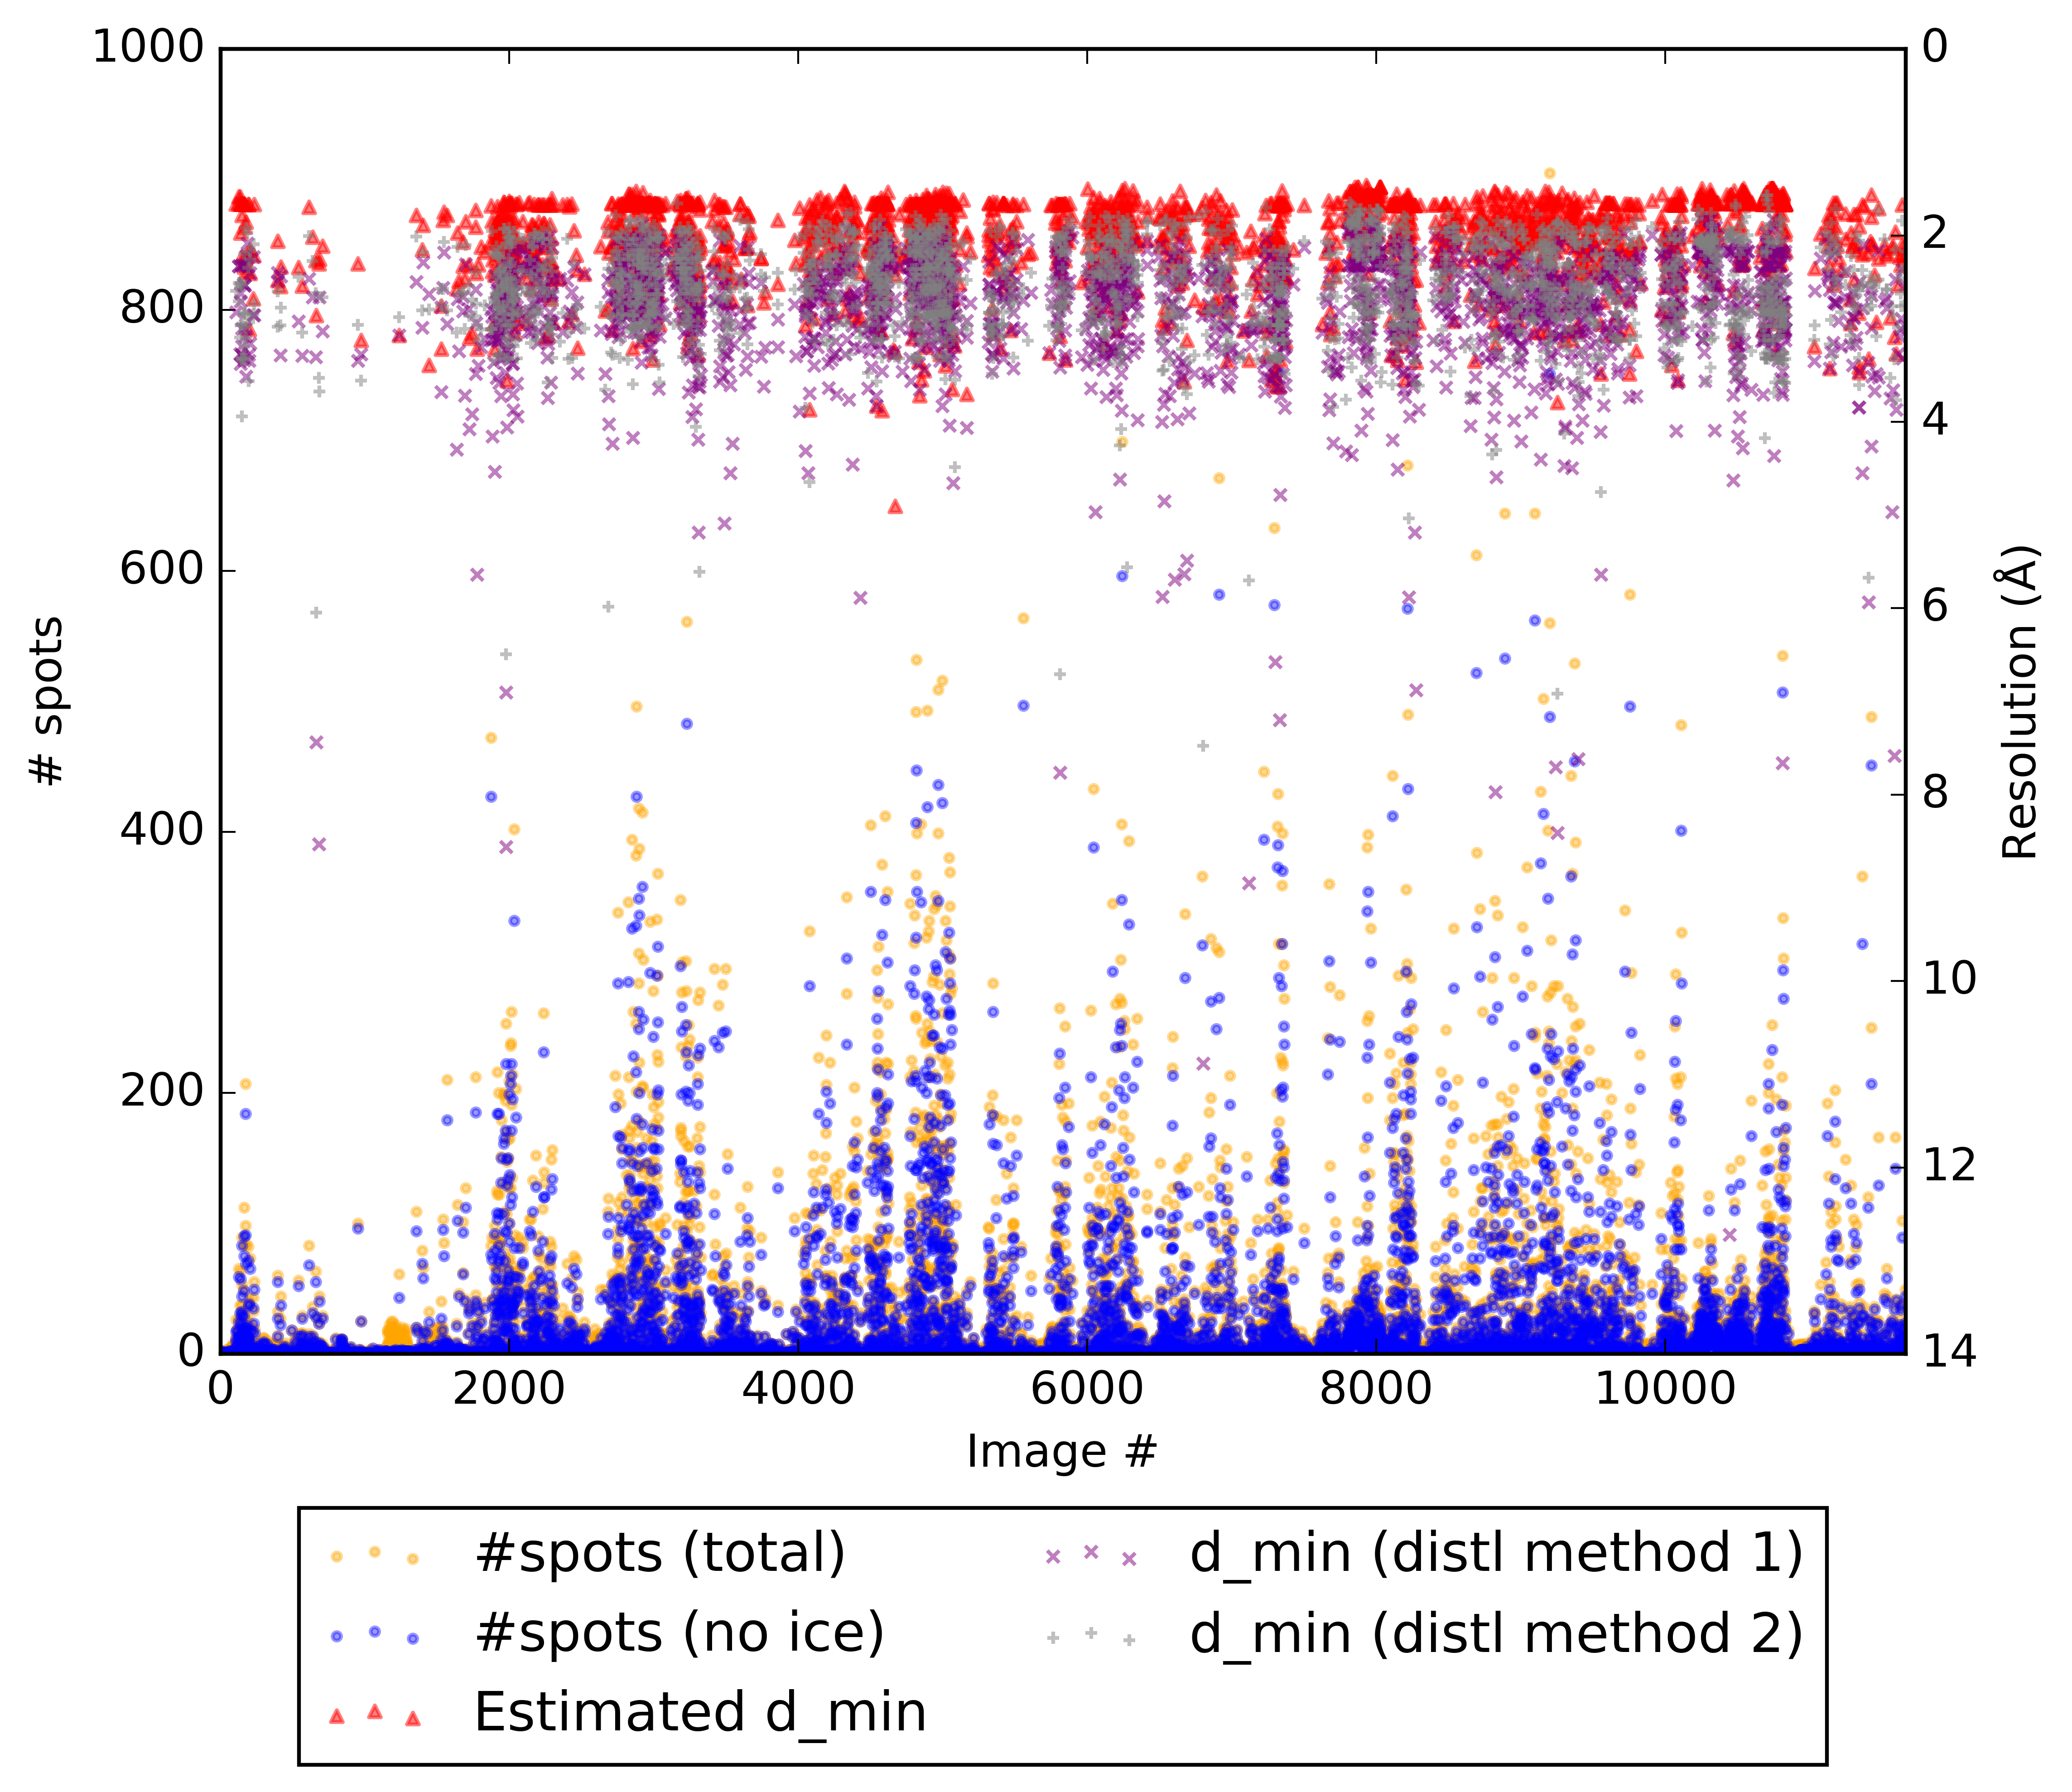 1000
800
600
400
200
0
# spots
0
2
4
6
8
10
12
14
Resolution (Å)
0 2000 4000 6000 8000 10000
Image #
#spots (total)
#spots (no ice)
Estimated d_min
d_min (distl method 1)
d_min (distl method 2)